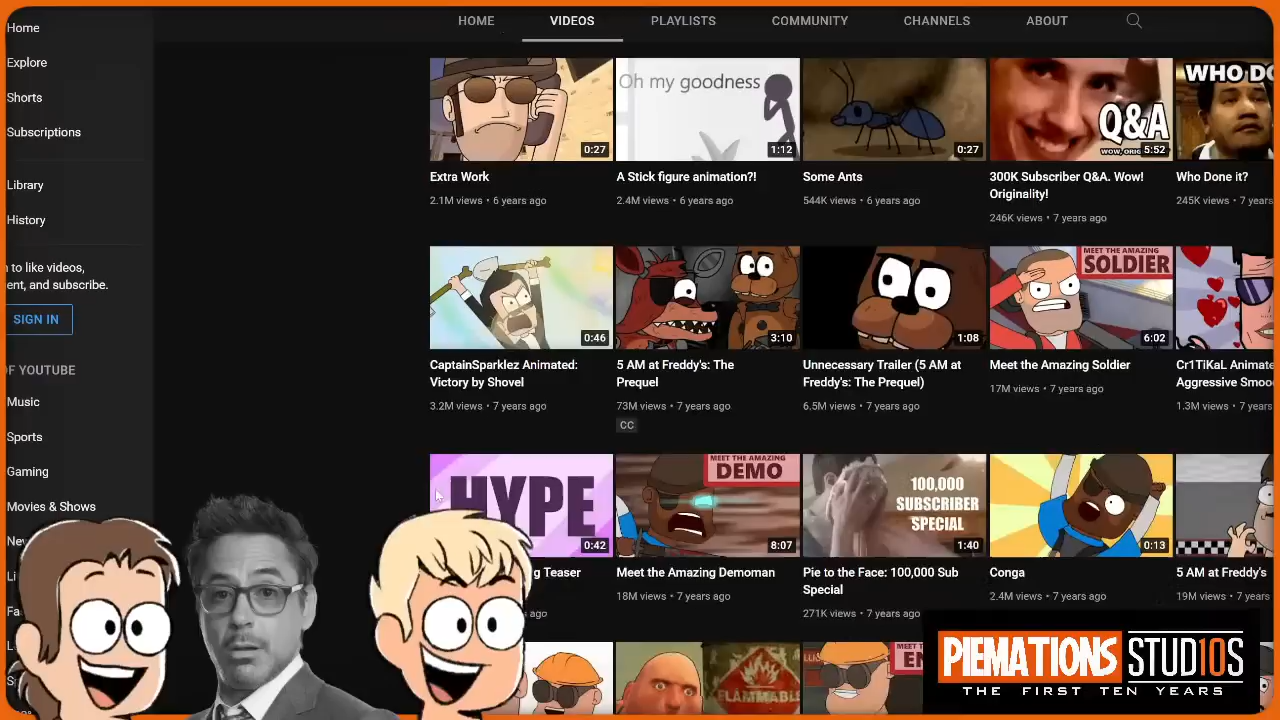 HOME VIDEOS PLAYLISTS COMMUNITY CHANNELS ABOUT
Home
Explore
Shorts
Subscriptions
Library
History
to like videos,
ent, and subscribe.
SIGN IN
OF YOUTUBE
Music
Sports
Gaming
Movies & Shows
0:27
Oh my goodness
1:12
0:27
Q&A
5:52
WHO DO
Extra Work
2.1M views • 6 years ago
A Stick figure animation?!
2.4M views • 6 years ago
Some Ants
544K views • 6 years ago
300K Subscriber Q&A. Wow!
Originality!
246K views • 7 years ago
Who Done it?
245K views • 7 years
0:46
3:10
1:08
MEET THE AMAZING
SOLDIER
6:02
CaptainSparklez Animated:
Victory by Shovel
3.2M views • 7 years ago
5 AM at Freddy's: The
Prequel
73M views • 7 years ago
CC
Unnecessary Trailer (5 AM at
Freddy's: The Prequel)
6.5M views • 7 years ago
Meet the Amazing Soldier
17M views • 7 years ago
Cr1TiKaL Animate
Aggressive Smoo
1.3M views • 7 years
HYPE
0:42
MEET THE AMAZING
DEMO
8:07
100,000
SUBSCRIBER
SPECIAL
1:40
0:13
g Teaser
ago
Meet the Amazing Demoman
18M views • 7 years ago
Pie to the Face: 100,000 Sub
Special
271K views • 7 years ago
Conga
2.4M views • 7 years ago
5 AM at Freddy's
19M views • 7 years
FLAMMABL
EN
PIEMATIONS STUD10S
THE FIRST TEN YEARS